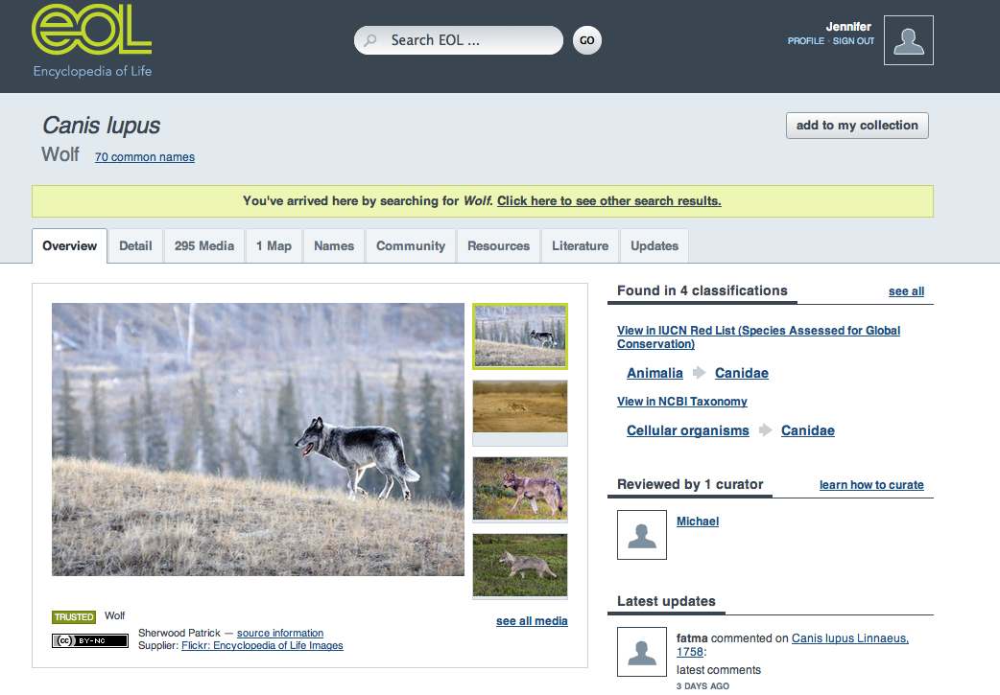 EOL
Encyclopedia of Life
Search EOL ...
GO
Jennifer
PROFILE · SIGN OUT
Canis lupus
Wolf 70 common names
add to my collection
You've arrived here by searching for Wolf. Click here to see other search results.
Overview Detail 295 Media 1 Map Names Community Resources Literature Updates
TRUSTED Wolf
cc BY-NC
Sherwood Patrick — source information
Supplier: Flickr: Encyclopedia of Life Images
see all media
Found in 4 classifications see all
View in IUCN Red List (Species Assessed for Global
Conservation)
Animalia Canidae
View in NCBI Taxonomy
Cellular organisms Canidae
Reviewed by 1 curator learn how to curate
Michael
Latest updates
fatma commented on Canis lupus Linnaeus,
1758:
latest comments
3 DAYS AGO